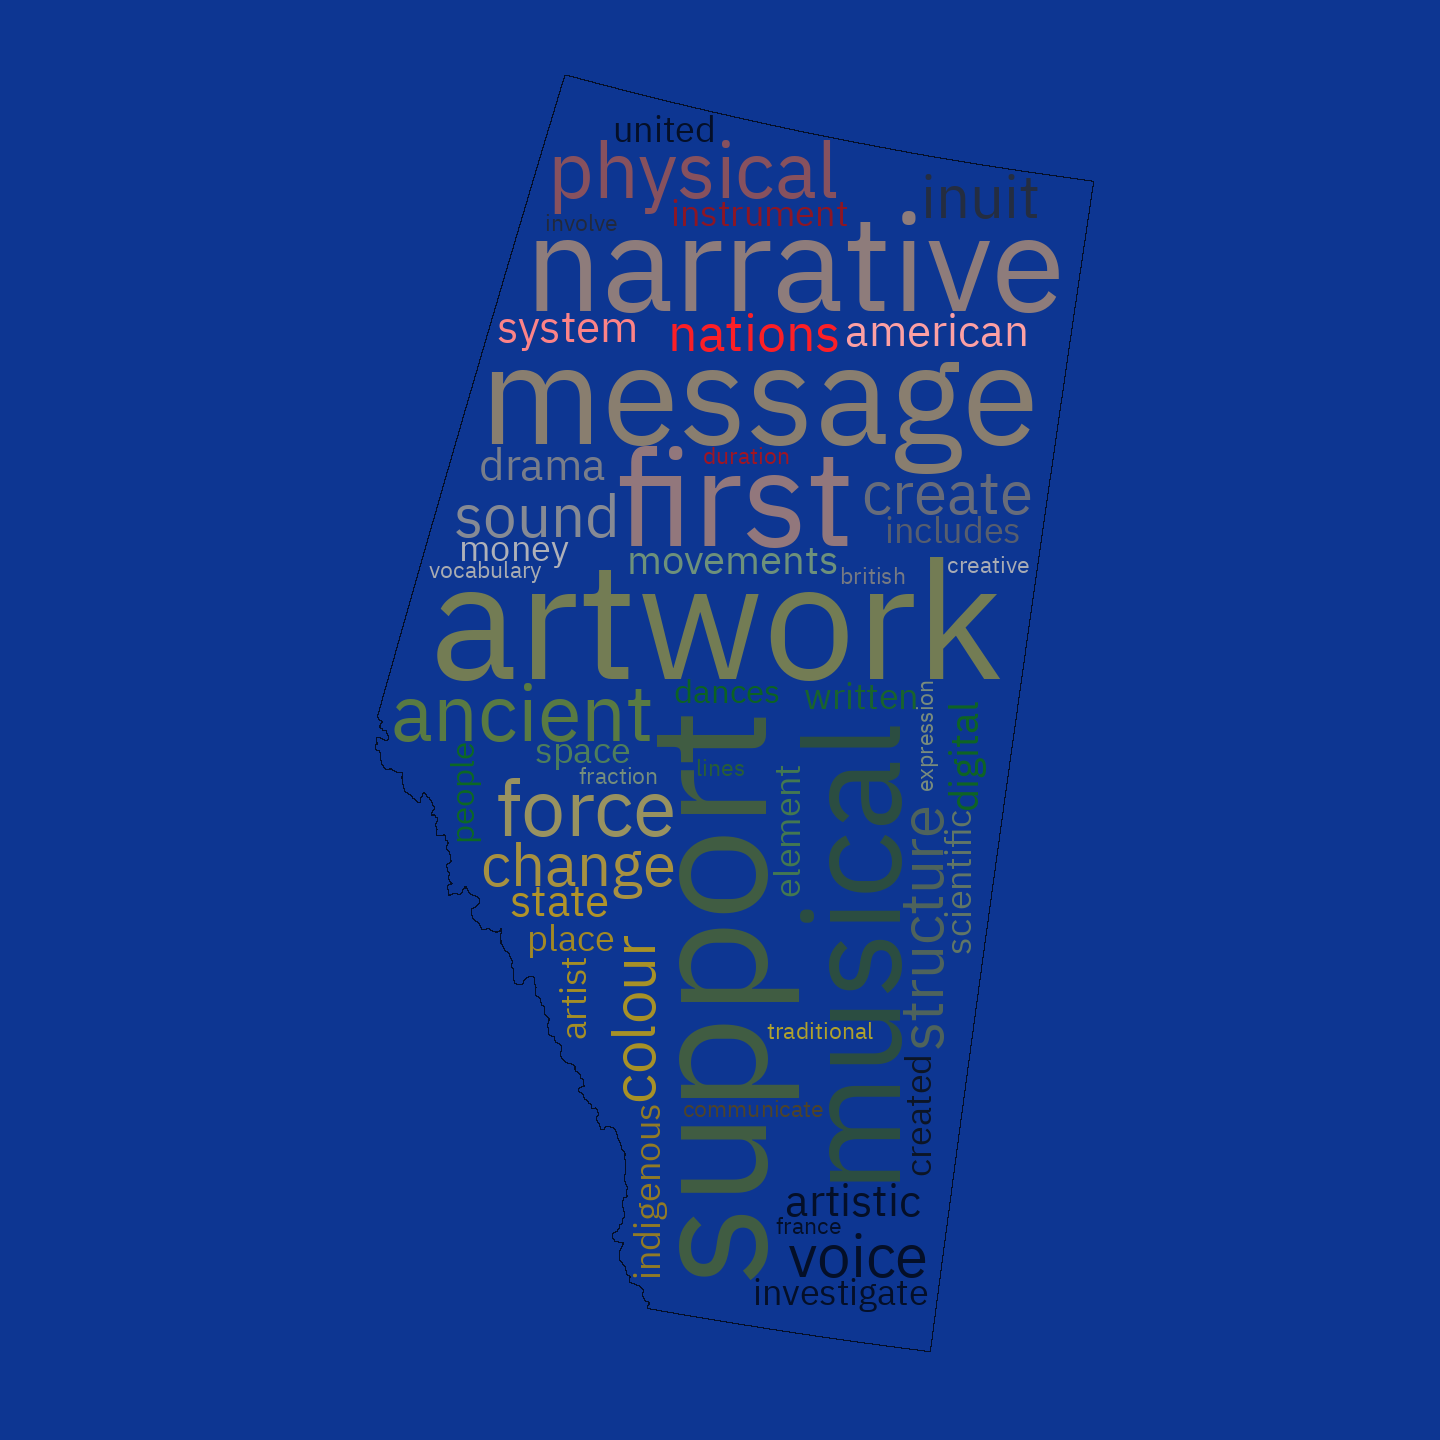 united
physical
inuit
instrument
involve
narrative
system
nations
american
message
first
duration
drama
create
sound
includes
money
movements
vocabulary
british
creative
artwork
ancient
dances
written
expression
digital
support
musical
people
space
lines
fraction
element
force
change
structure
scientific
state
place
colour
artist
traditional
created
communicate
indigenous
artistic
france
voice
investigate